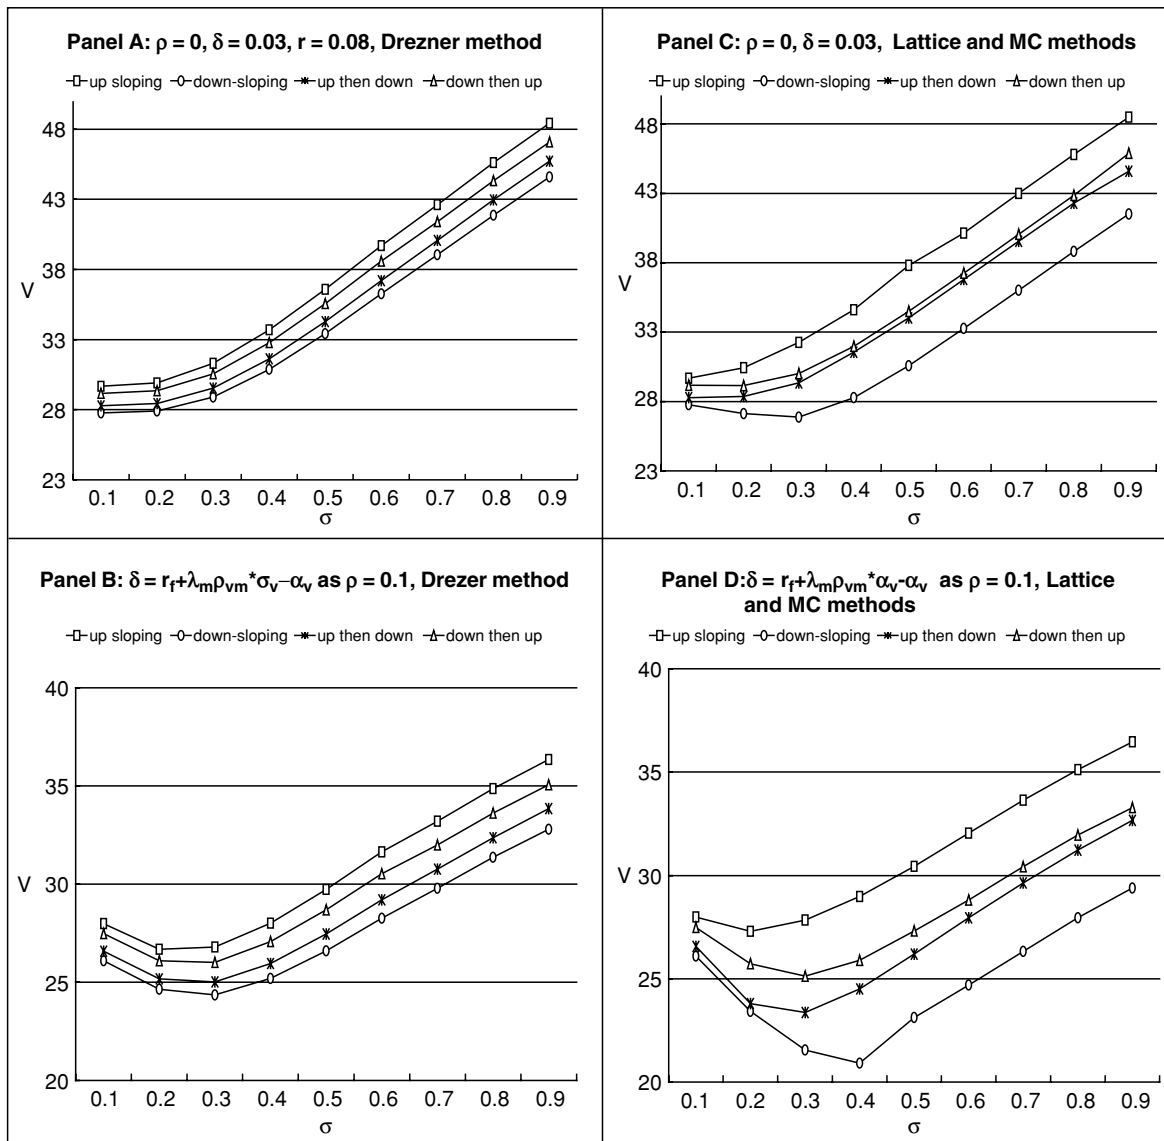 Panel A: ρ = 0, δ = 0.03, r = 0.08, Drezner method
up sloping down-sloping up then down down then up
48
43
38
V
33
28
23
0.1 0.2 0.3 0.4 0.5 0.6 0.7 0.8 0.9
σ
Panel C: ρ = 0, δ = 0.03, Lattice and MC methods
up sloping down-sloping up then down down then up
48
43
38
V
33
28
23
0.1 0.2 0.3 0.4 0.5 0.6 0.7 0.8 0.9
σ
Panel B: δ = r_f+λ_mρ_vm*σ_v−α_v as ρ = 0.1, Drezer method
up sloping down-sloping up then down down then up
40
35
V 30
25
20
0.1 0.2 0.3 0.4 0.5 0.6 0.7 0.8 0.9
σ
Panel D:δ = r_f+λ_mρ_vm*α_v-α_v as ρ = 0.1, Lattice
and MC methods
up sloping down-sloping up then down down then up
40
35
V 30
25
20
0.1 0.2 0.3 0.4 0.5 0.6 0.7 0.8 0.9
σ